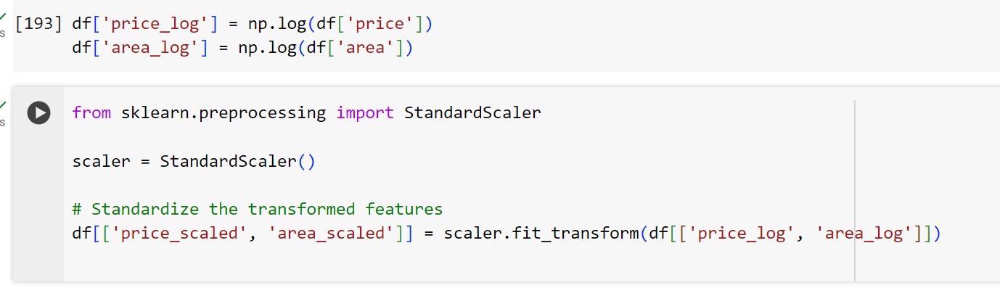 [193] df['price_log'] = np.log(df['price'])
df['area_log'] = np.log(df['area'])
s
from sklearn.preprocessing import StandardScaler
s
scaler = StandardScaler()
# Standardize the transformed features
df[['price_scaled', 'area_scaled']] = scaler.fit_transform(df[['price_log', 'area_log']])